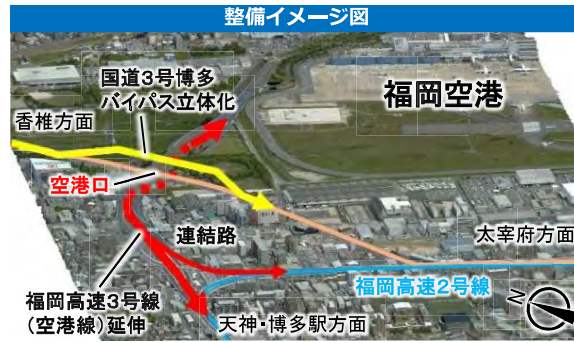 整備イメージ図
国道3号博多
バイパス立体化
福岡空港
香椎方面
空港口
連結路
太宰府方面
福岡高速2号線
福岡高速3号線
(空港線)延伸
天神・博多駅方面
N